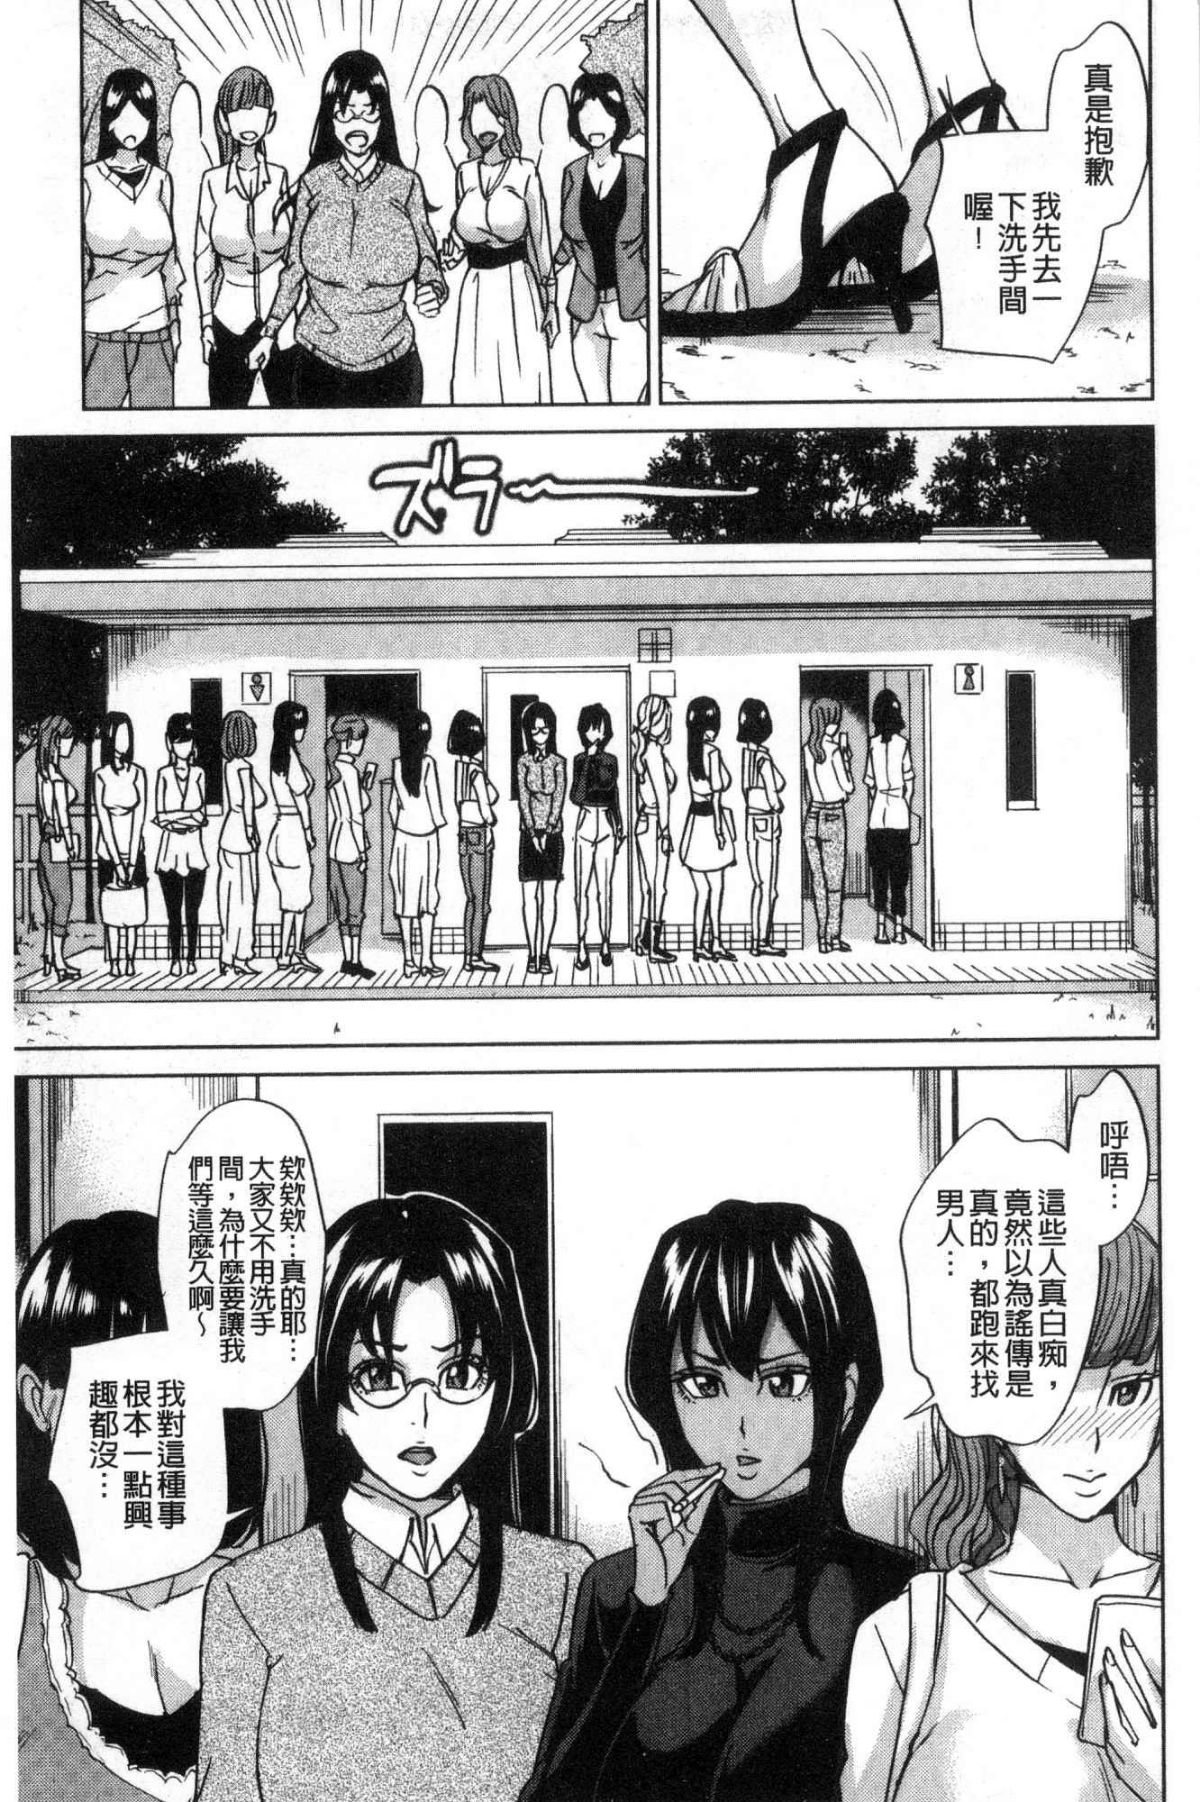 真是抱歉
我先去一
下洗手間
喔！
ズラーーー
呼唔…
這些人真白痴，
竟然以為謠傳是
真的，都跑來找
男人…
欸欸欸…真的耶…
大家又不用洗手
間，為什麼要讓我
們等這麼久啊～
我對這種事
根本一點興
趣都沒…